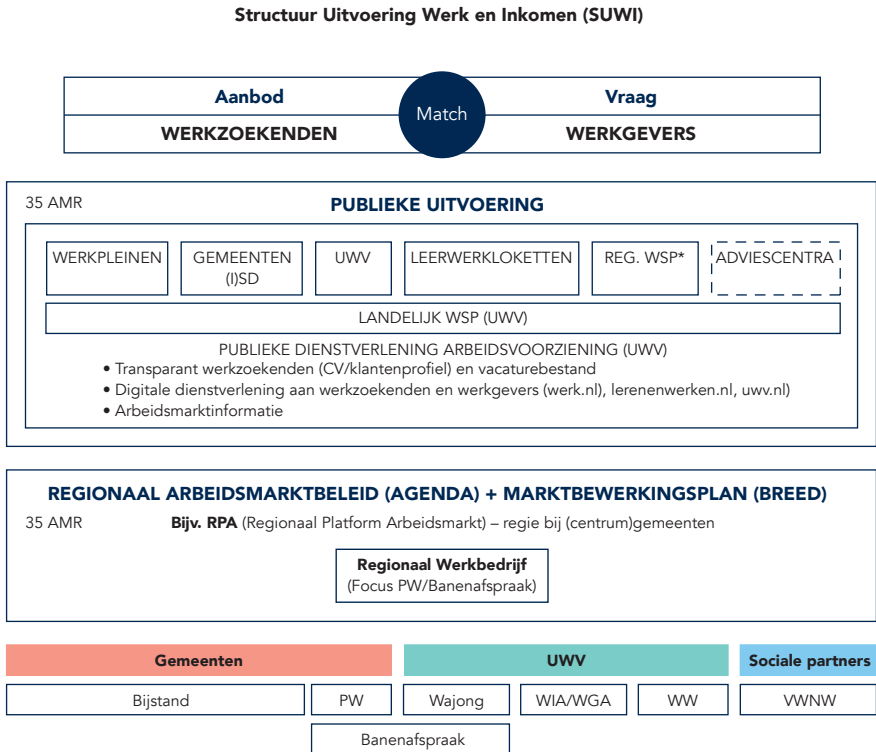 Structuur Uitvoering Werk en Inkomen (SUWI)
Aanbod
Match
Vraag
WERKZOEKENDEN
WERKGEVERS
35 AMR
PUBLIEKE UITVOERING
WERKPLEINEN
GEMEENTEN
(I)SD
UWV
LEERWERKLOKETTEN
REG. WSP*
ADVIESCENTRA
LANDELIJK WSP (UWV)
PUBLIEKE DIENSTVERLENING ARBEIDSVOORZIENING (UWV)
• Transparant werkzoekenden (CV/klantenprofiel) en vacaturebestand
• Digitale dienstverlening aan werkzoekenden en werkgevers (werk.nl), lerenenwerken.nl, uwv.nl)
• Arbeidsmarktinformatie
REGIONAAL ARBEIDSMARKTBELEID (AGENDA) + MARKTBEWERKINGSPLAN (BREED)
35 AMR
Bijv. RPA (Regionaal Platform Arbeidsmarkt) – regie bij (centrum)gemeenten
Regionaal Werkbedrijf
(Focus PW/Banenafspraak)
Gemeenten
UWV
Sociale partners
Bijstand
PW
Wajong
WIA/WGA
WW
VWNW
Banenafspraak